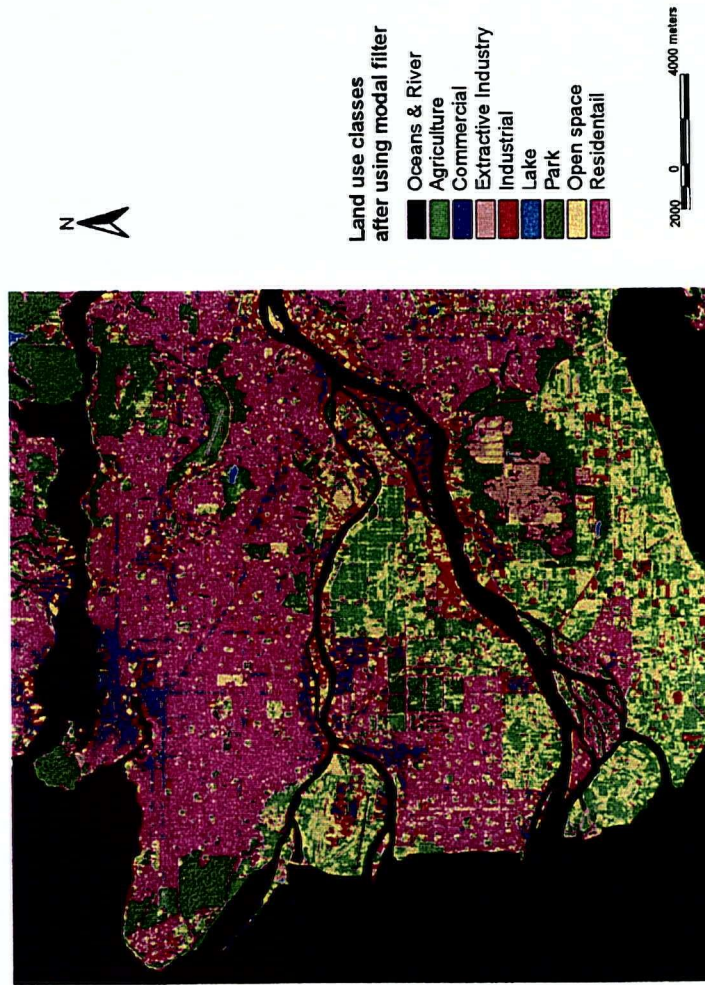 N
Land use classes
after using modal filter
Oceans & River
Agriculture
Commercial
Extractive Industry
Industrial
Lake
Park
Open space
Residentail
2000 0 2000 4000 meters